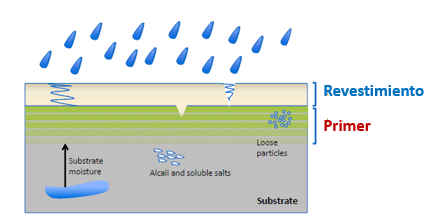 Revestimiento
Primer
Loose
particles
Substrate
moisture
Alcali and soluble salts
Substrate